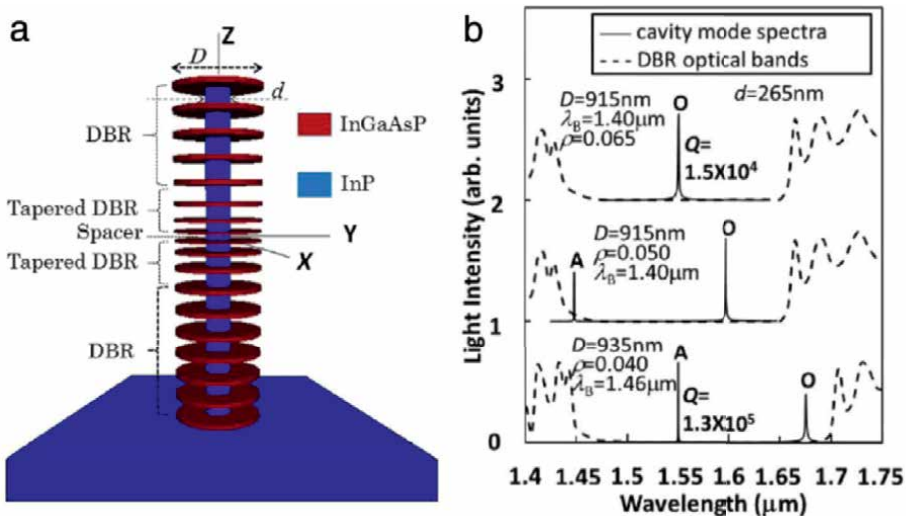 a
Z
D
d
DBR
InGaAsP
InP
Tapered DBR
Spacer
Y
X
Tapered DBR
DBR
b
cavity mode spectra
DBR optical bands
Light Intensity (arb. units)
3
2
1
0
D=915nm
λB=1.40μm
ρ=0.065
O
d=265nm
Q=
1.5X10⁴
A
D=915nm
ρ=0.050
λB=1.40μm
O
D=935nm
ρ=0.040
λB=1.46μm
A
Q=
1.3X10⁵
O
1.4 1.45 1.5 1.55 1.6 1.65 1.7 1.75
Wavelength (μm)